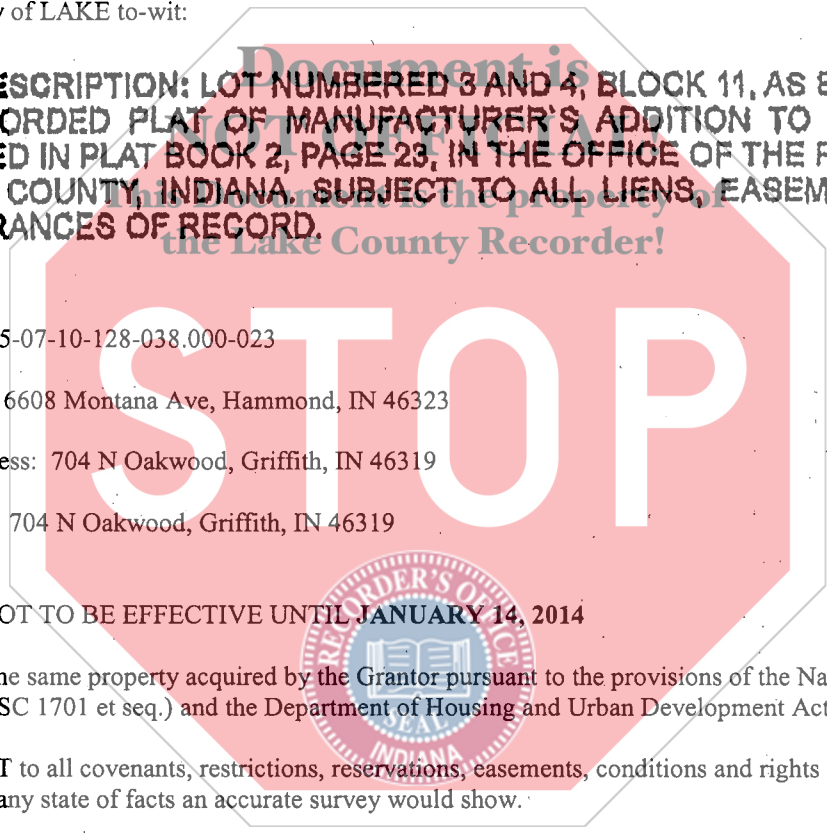 y of LAKE to-wit:
Document is
ESCRIPTION: LOT NUMBERED 3 AND 4, BLOCK 11, AS E
ORDED PLAT OF MANUFACTURER'S ADDITION TO
NOT OFFICIAL
ED IN PLAT BOOK 2, PAGE 23, IN THE OFFICE OF THE R
COUNTY, INDIANA. SUBJECT TO ALL LIENS, EASEM
This Document is the property of
RANCES OF RECORD.
the Lake County Recorder!
5-07-10-128-038.000-023
6608 Montana Ave, Hammond, IN 46323
ess: 704 N Oakwood, Griffith, IN 46319
STOP
704 N Oakwood, Griffith, IN 46319
RECORDER'S OFFICE
OT TO BE EFFECTIVE UNTIL JANUARY 14, 2014
ne same property acquired by the Grantor pursuant to the provisions of the Na
SC 1701 et seq.) and the Department of Housing and Urban Development Act
SEAL
INDIANA
T to all covenants, restrictions, reservations, easements, conditions and rights
any state of facts an accurate survey would show.